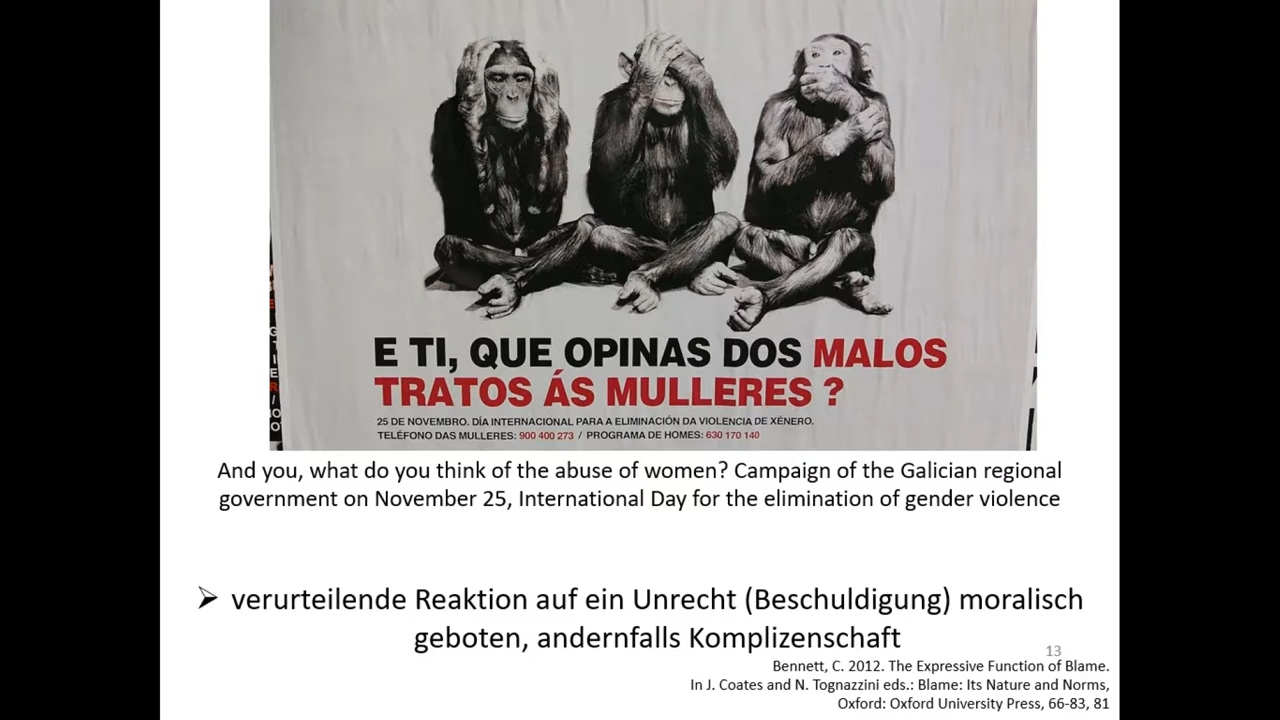 E TI, QUE OPINAS DOS MALOS
TRATOS ÁS MULLERES ?
25 DE NOVEMBRO. DÍA INTERNACIONAL PARA A ELIMINACIÓN DA VIOLENCIA DE XÉNERO.
TELÉFONO DAS MULLERES: 900 400 273 / PROGRAMA DE HOMES: 630 170 140
And you, what do you think of the abuse of women? Campaign of the Galician regional
government on November 25, International Day for the elimination of gender violence
➢ verurteilende Reaktion auf ein Unrecht (Beschuldigung) moralisch
geboten, andernfalls Komplizenschaft
13
Bennett, C. 2012. The Expressive Function of Blame.
In J. Coates and N. Tognazzini eds.: Blame: Its Nature and Norms,
Oxford: Oxford University Press, 66-83, 81